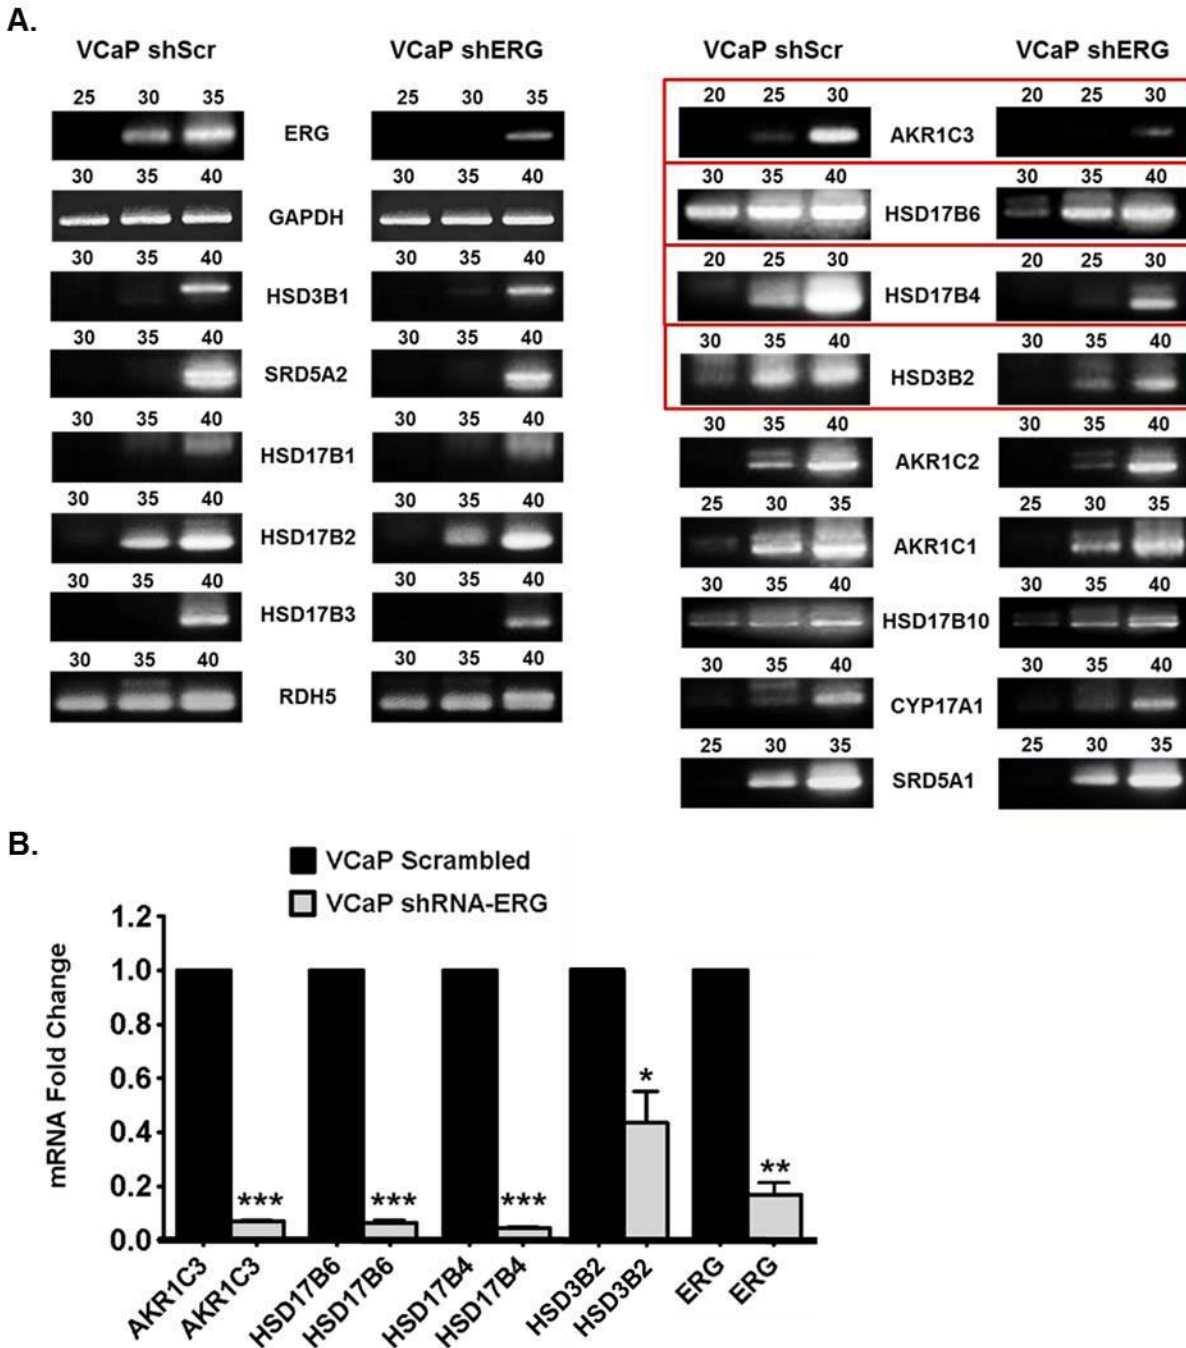 A.
VCaP shScr VCaP shERG VCaP shScr VCaP shERG
25 30 35 25 30 35 20 25 30 20 25 30
ERG AKR1C3
30 35 40 30 35 40 30 35 40 30 35 40
GAPDH HSD17B6
30 35 40 30 35 40 20 25 30 20 25 30
HSD3B1 HSD17B4
30 35 40 30 35 40 30 35 40 30 35 40
SRD5A2 HSD3B2
30 35 40 30 35 40 30 35 40 30 35 40
HSD17B1 AKR1C2
30 35 40 30 35 40 25 30 35 25 30 35
HSD17B2 AKR1C1
30 35 40 30 35 40 30 35 40 30 35 40
HSD17B3 HSD17B10
30 35 40 30 35 40 30 35 40 30 35 40
RDH5 CYP17A1
25 30 35 25 30 35
SRD5A1
B.
VCaP Scrambled
VCaP shRNA-ERG
mRNA Fold Change
1.2
1.0
0.8
0.6
0.4
0.2
0.0
*** *** *** * **
AKR1C3 AKR1C3 HSD17B6 HSD17B6 HSD17B4 HSD17B4 HSD3B2 HSD3B2 ERG ERG